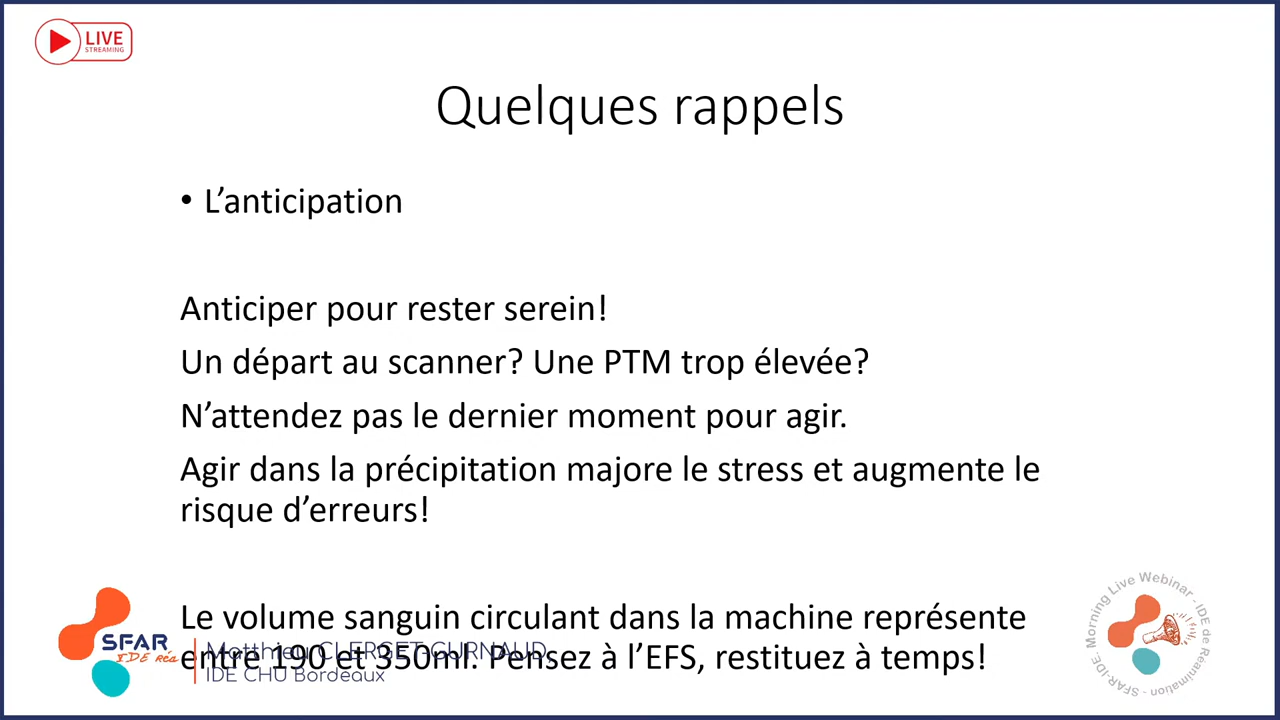 LIVE
STREAMING
Quelques rappels
• L’anticipation
Anticiper pour rester serein!
Un départ au scanner? Une PTM trop élevée?
N’attendez pas le dernier moment pour agir.
Agir dans la précipitation majore le stress et augmente le
risque d’erreurs!
Le volume sanguin circulant dans la machine représente
entre 190 et 350ml. Pensez à l’EFS, restituez à temps!
SFAR
IDE Réa
Matthieu CLERGET-GURNAUD
IDE CHU Bordeaux
Morning Live Webinar - IDE de Réanimation - SFAR-IDE.